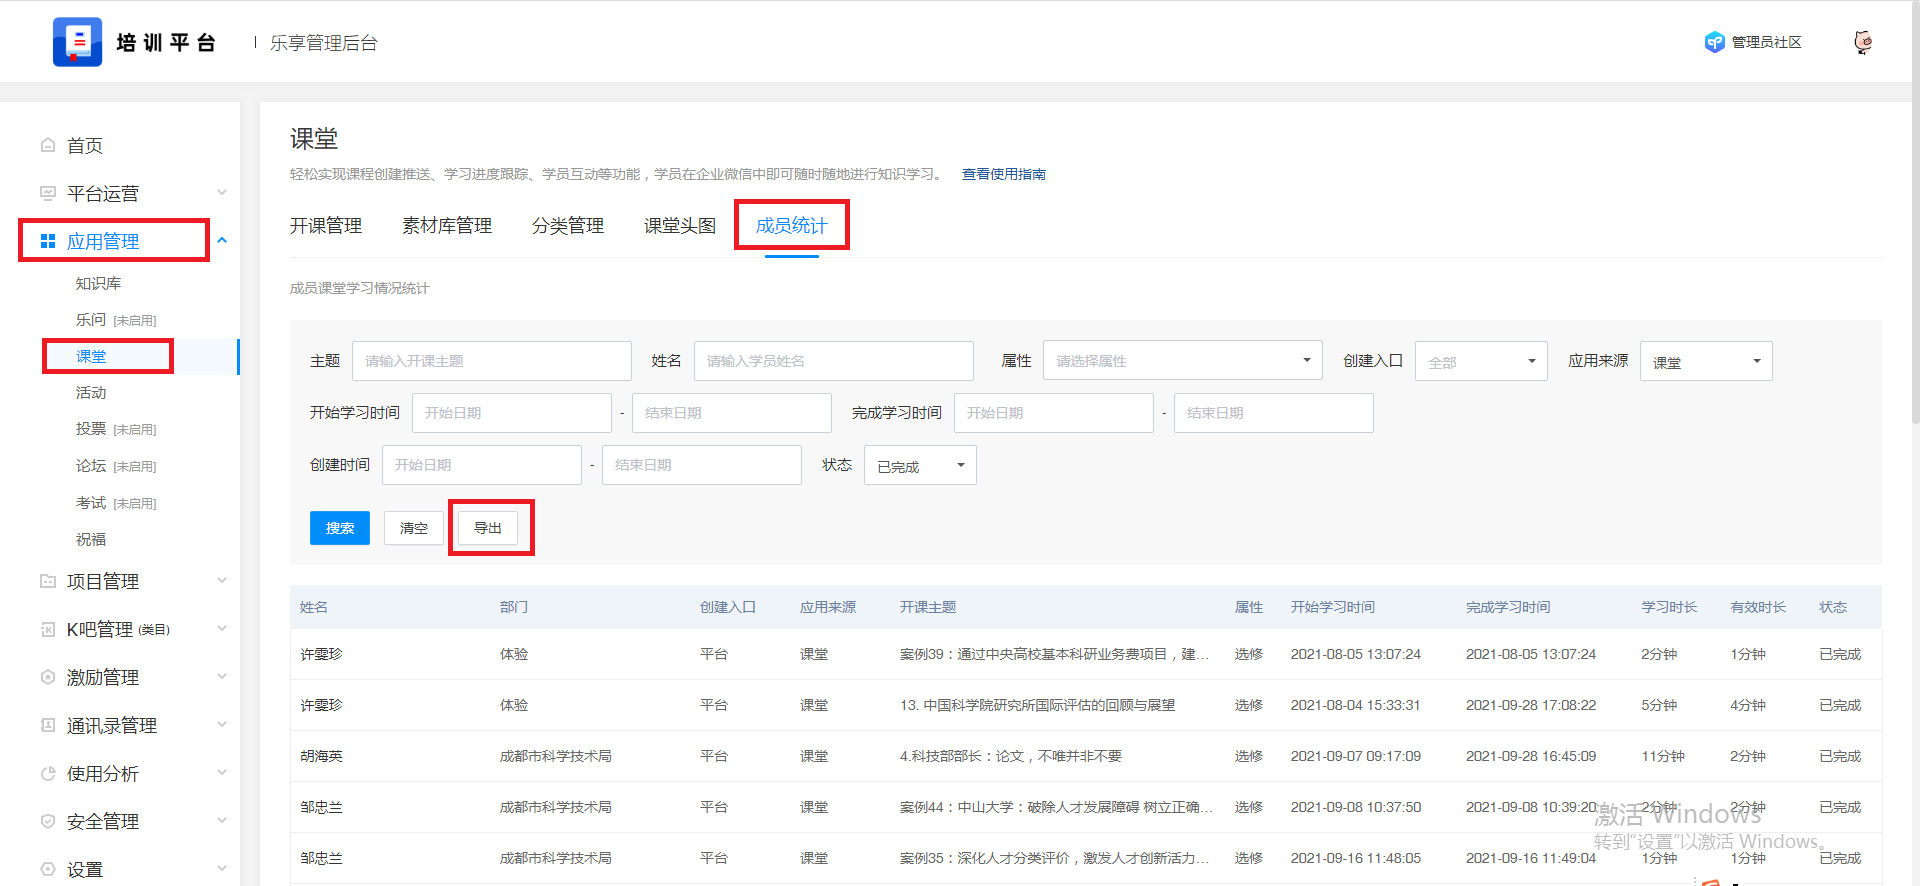 培训平台 | 乐享管理后台
管理员社区
首页
平台运营
应用管理
知识库
乐问 [未启用]
课堂
活动
投票 [未启用]
论坛 [未启用]
考试 [未启用]
祝福
项目管理
K吧管理 (类目)
激励管理
通讯录管理
使用分析
安全管理
设置
课堂
轻松实现课程创建推送、学习进度跟踪、学员互动等功能，学员在企业微信中即可随时随地进行知识学习。 查看使用指南
开课管理 素材库管理 分类管理 课堂头图 成员统计
成员课堂学习情况统计
主题 请输入开课主题 姓名 请输入学员姓名 属性 请选择属性 创建入口 全部 应用来源 课堂
开始学习时间 开始日期 - 结束日期 完成学习时间 开始日期 - 结束日期
创建时间 开始日期 - 结束日期 状态 已完成
搜索 清空 导出
姓名 部门 创建入口 应用来源 开课主题 属性 开始学习时间 完成学习时间 学习时长 有效时长 状态
许雯珍 体验 平台 课堂 案例39：通过中央高校基本科研业务费项目，建... 选修 2021-08-05 13:07:24 2021-08-05 13:07:24 2分钟 1分钟 已完成
许雯珍 体验 平台 课堂 13. 中国科学院研究所国际评估的回顾与展望 选修 2021-08-04 15:33:31 2021-09-28 17:08:22 5分钟 4分钟 已完成
胡海英 成都市科学技术局 平台 课堂 4.科技部部长：论文，不唯并非不要 选修 2021-09-07 09:17:09 2021-09-28 16:45:09 11分钟 2分钟 已完成
邹忠兰 成都市科学技术局 平台 课堂 案例44：中山大学：破除人才发展障碍 树立正确... 选修 2021-09-08 10:37:50 2021-09-08 10:39:20 2分钟 2分钟 已完成
邹忠兰 成都市科学技术局 平台 课堂 案例35：深化人才分类评价，激发人才创新活力... 选修 2021-09-16 11:48:05 2021-09-16 11:49:04 1分钟 1分钟 已完成
激活 Windows
转到“设置”以激活 Windows。